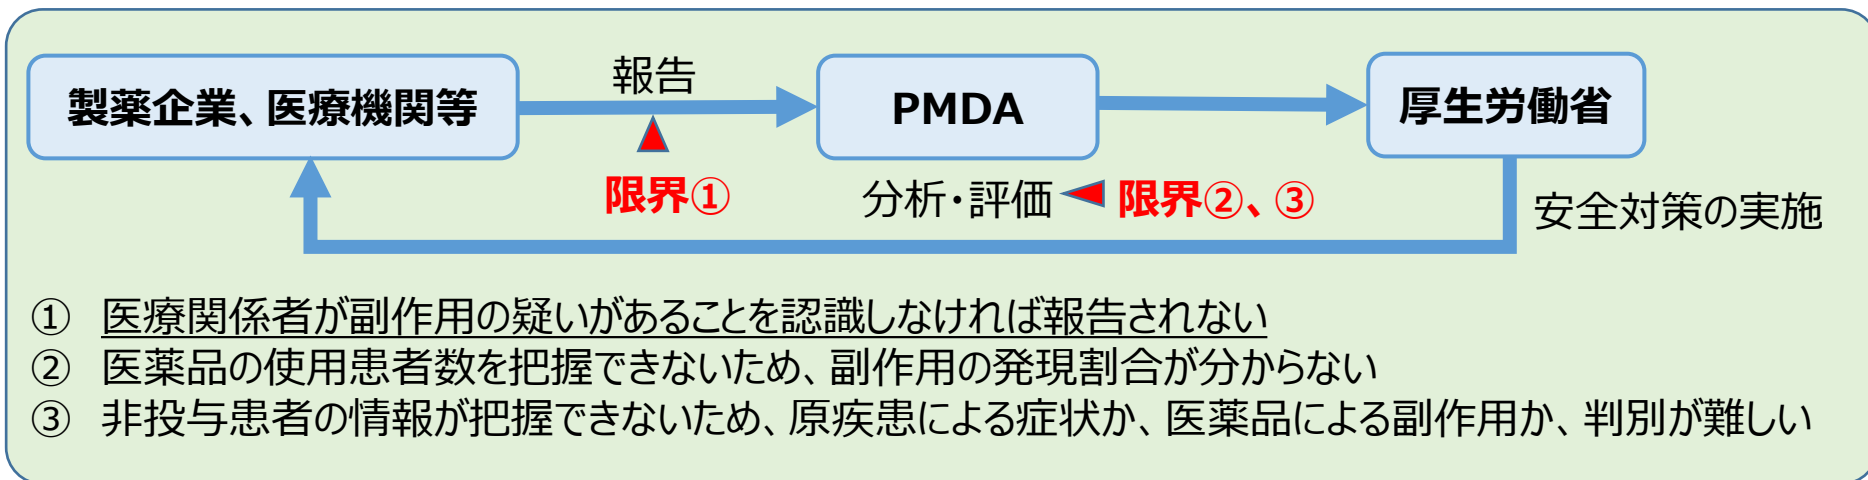 報告
製薬企業、医療機関等
PMDA
厚生労働省
限界①
分析・評価
限界②、③
安全対策の実施
① 医療関係者が副作用の疑いがあることを認識しなければ報告されない
② 医薬品の使用患者数を把握できないため、副作用の発現割合が分からない
③ 非投与患者の情報が把握できないため、原疾患による症状か、医薬品による副作用か、判別が難しい